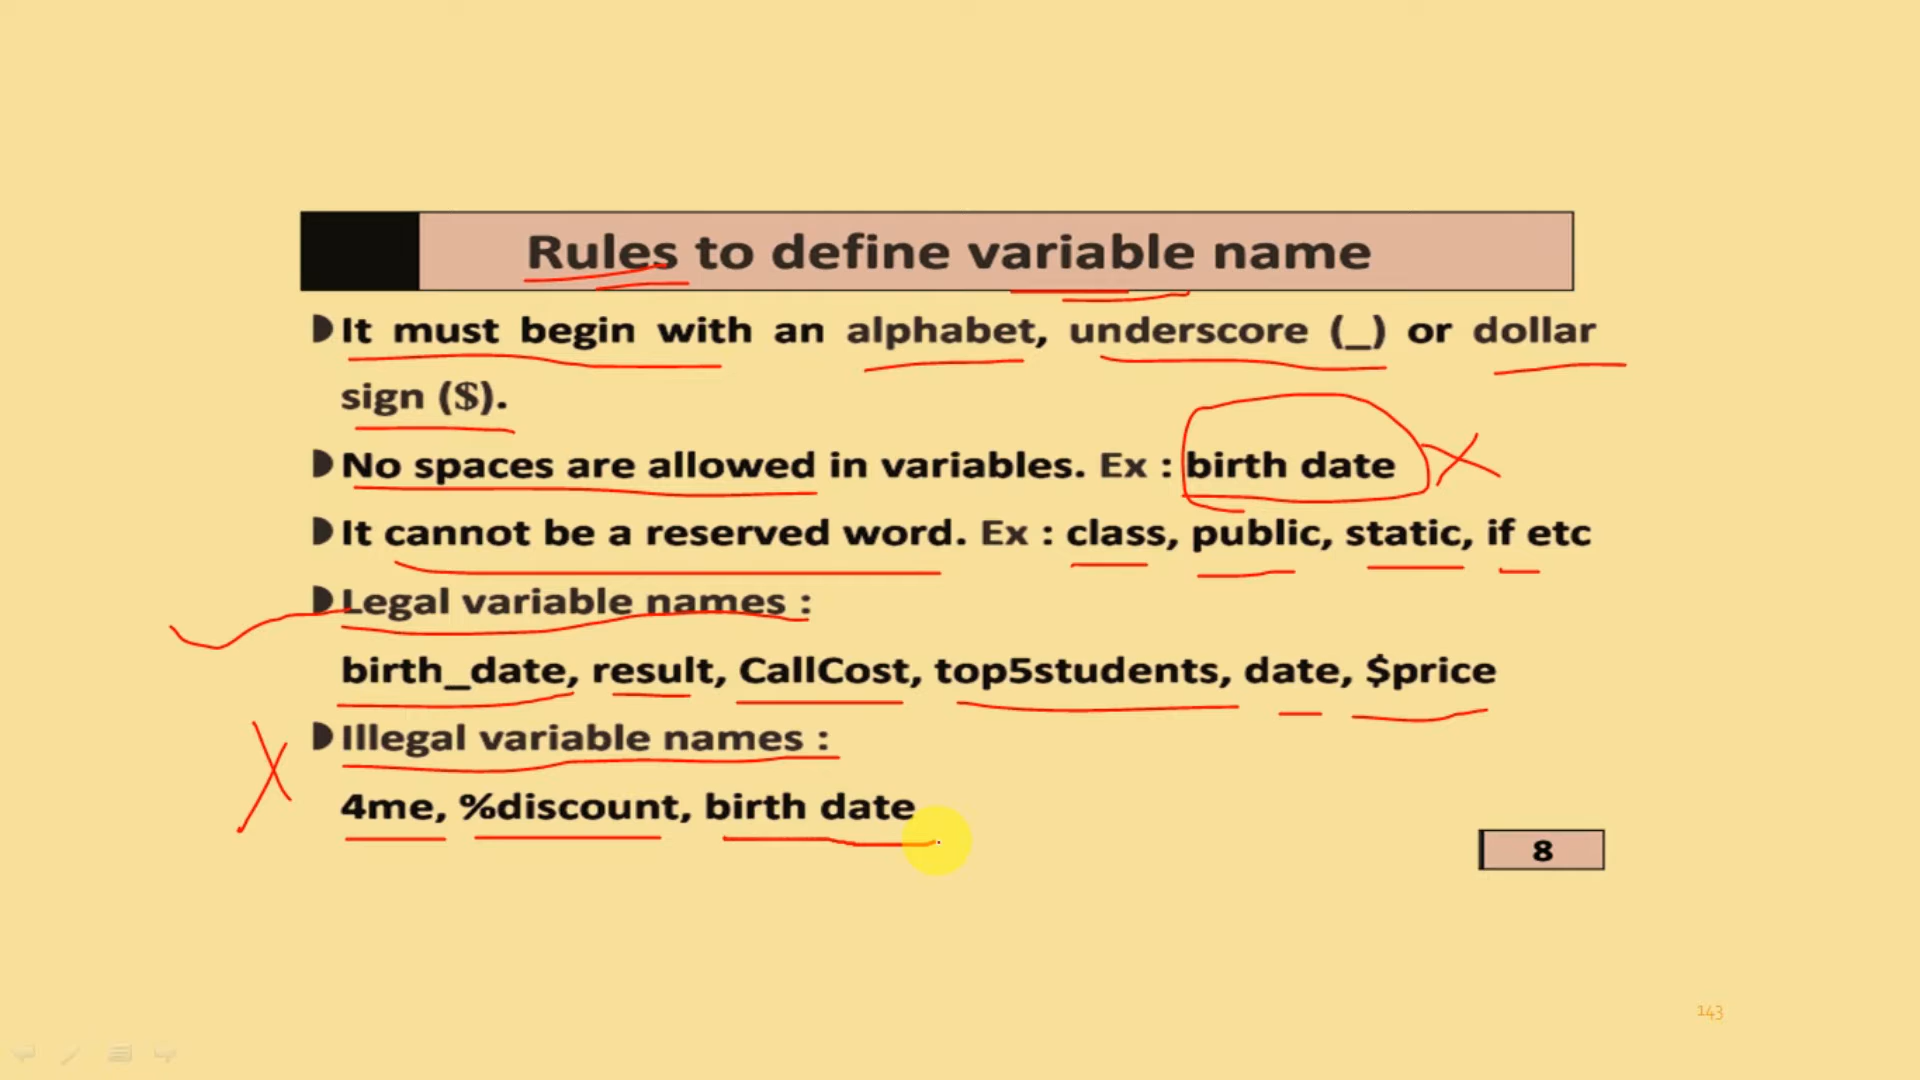 Rules to define variable name
It must begin with an alphabet, underscore (_) or dollar
sign ($).
No spaces are allowed in variables. Ex : birth date
It cannot be a reserved word. Ex : class, public, static, if etc
Legal variable names :
birth_date, result, CallCost, top5students, date, $price
Illegal variable names :
4me, %discount, birth date
8
143